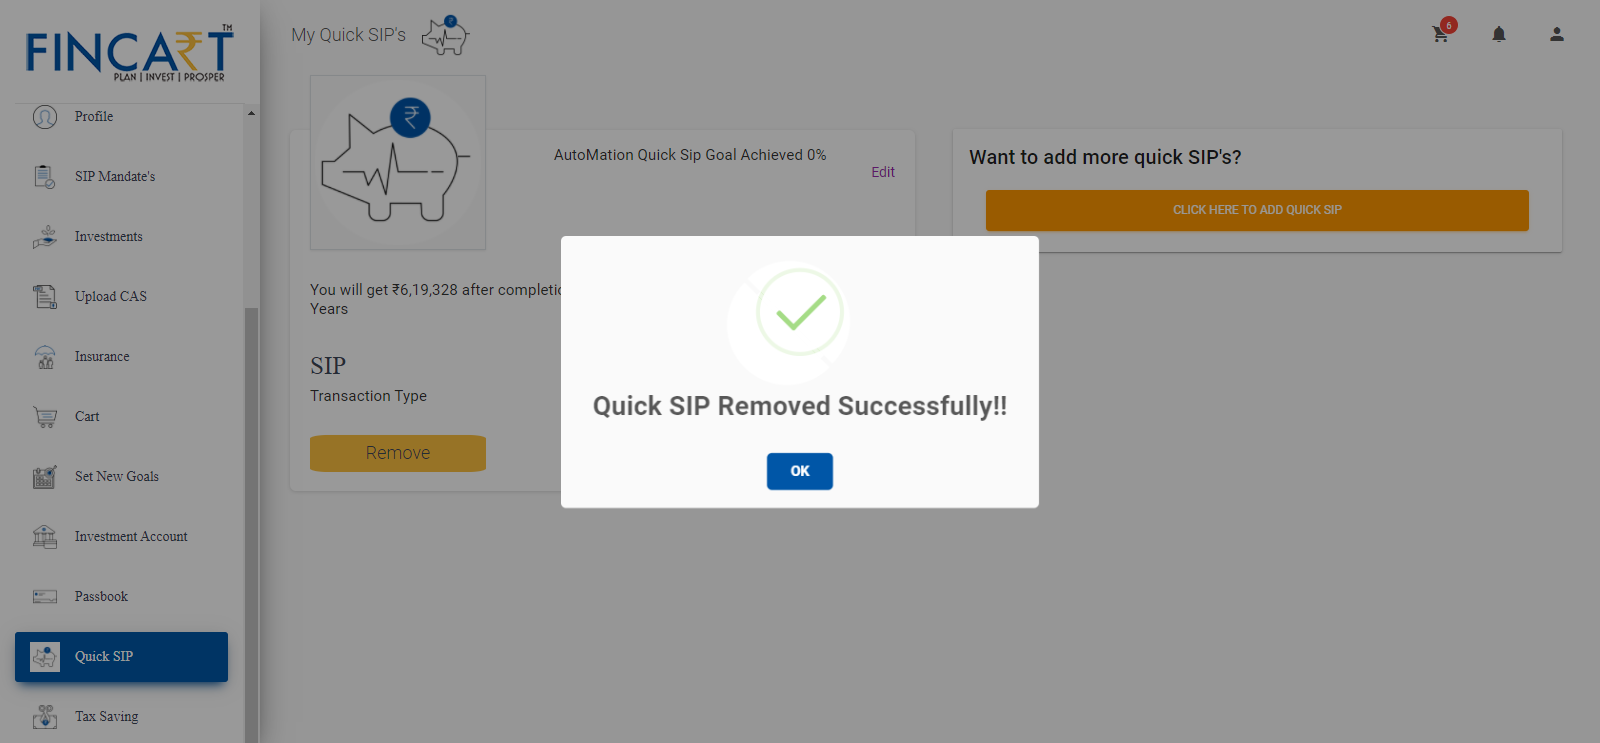 FINCART™
PLAN | INVEST | PROSPER
Profile
SIP Mandate's
Investments
Upload CAS
Insurance
Cart
Set New Goals
Investment Account
Passbook
Quick SIP
Tax Saving
My Quick SIP's
6
₹
AutoMation Quick Sip Goal Achieved 0%
Edit
You will get ₹6,19,328 after
Years
SIP
Transaction Type
Remove
Want to add more quick SIP's?
CLICK HERE TO ADD QUICK SIP
Quick SIP Removed Successfully!!
OK